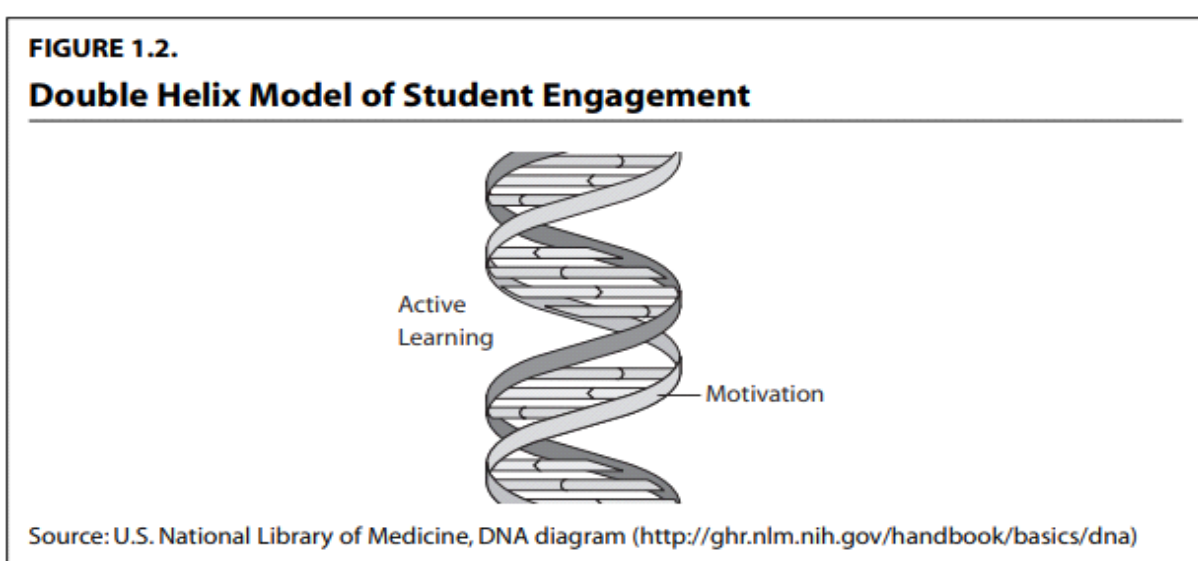 FIGURE 1.2.
Double Helix Model of Student Engagement
Active
Learning
Motivation
Source: U.S. National Library of Medicine, DNA diagram (http://ghr.nlm.nih.gov/handbook/basics/dna)